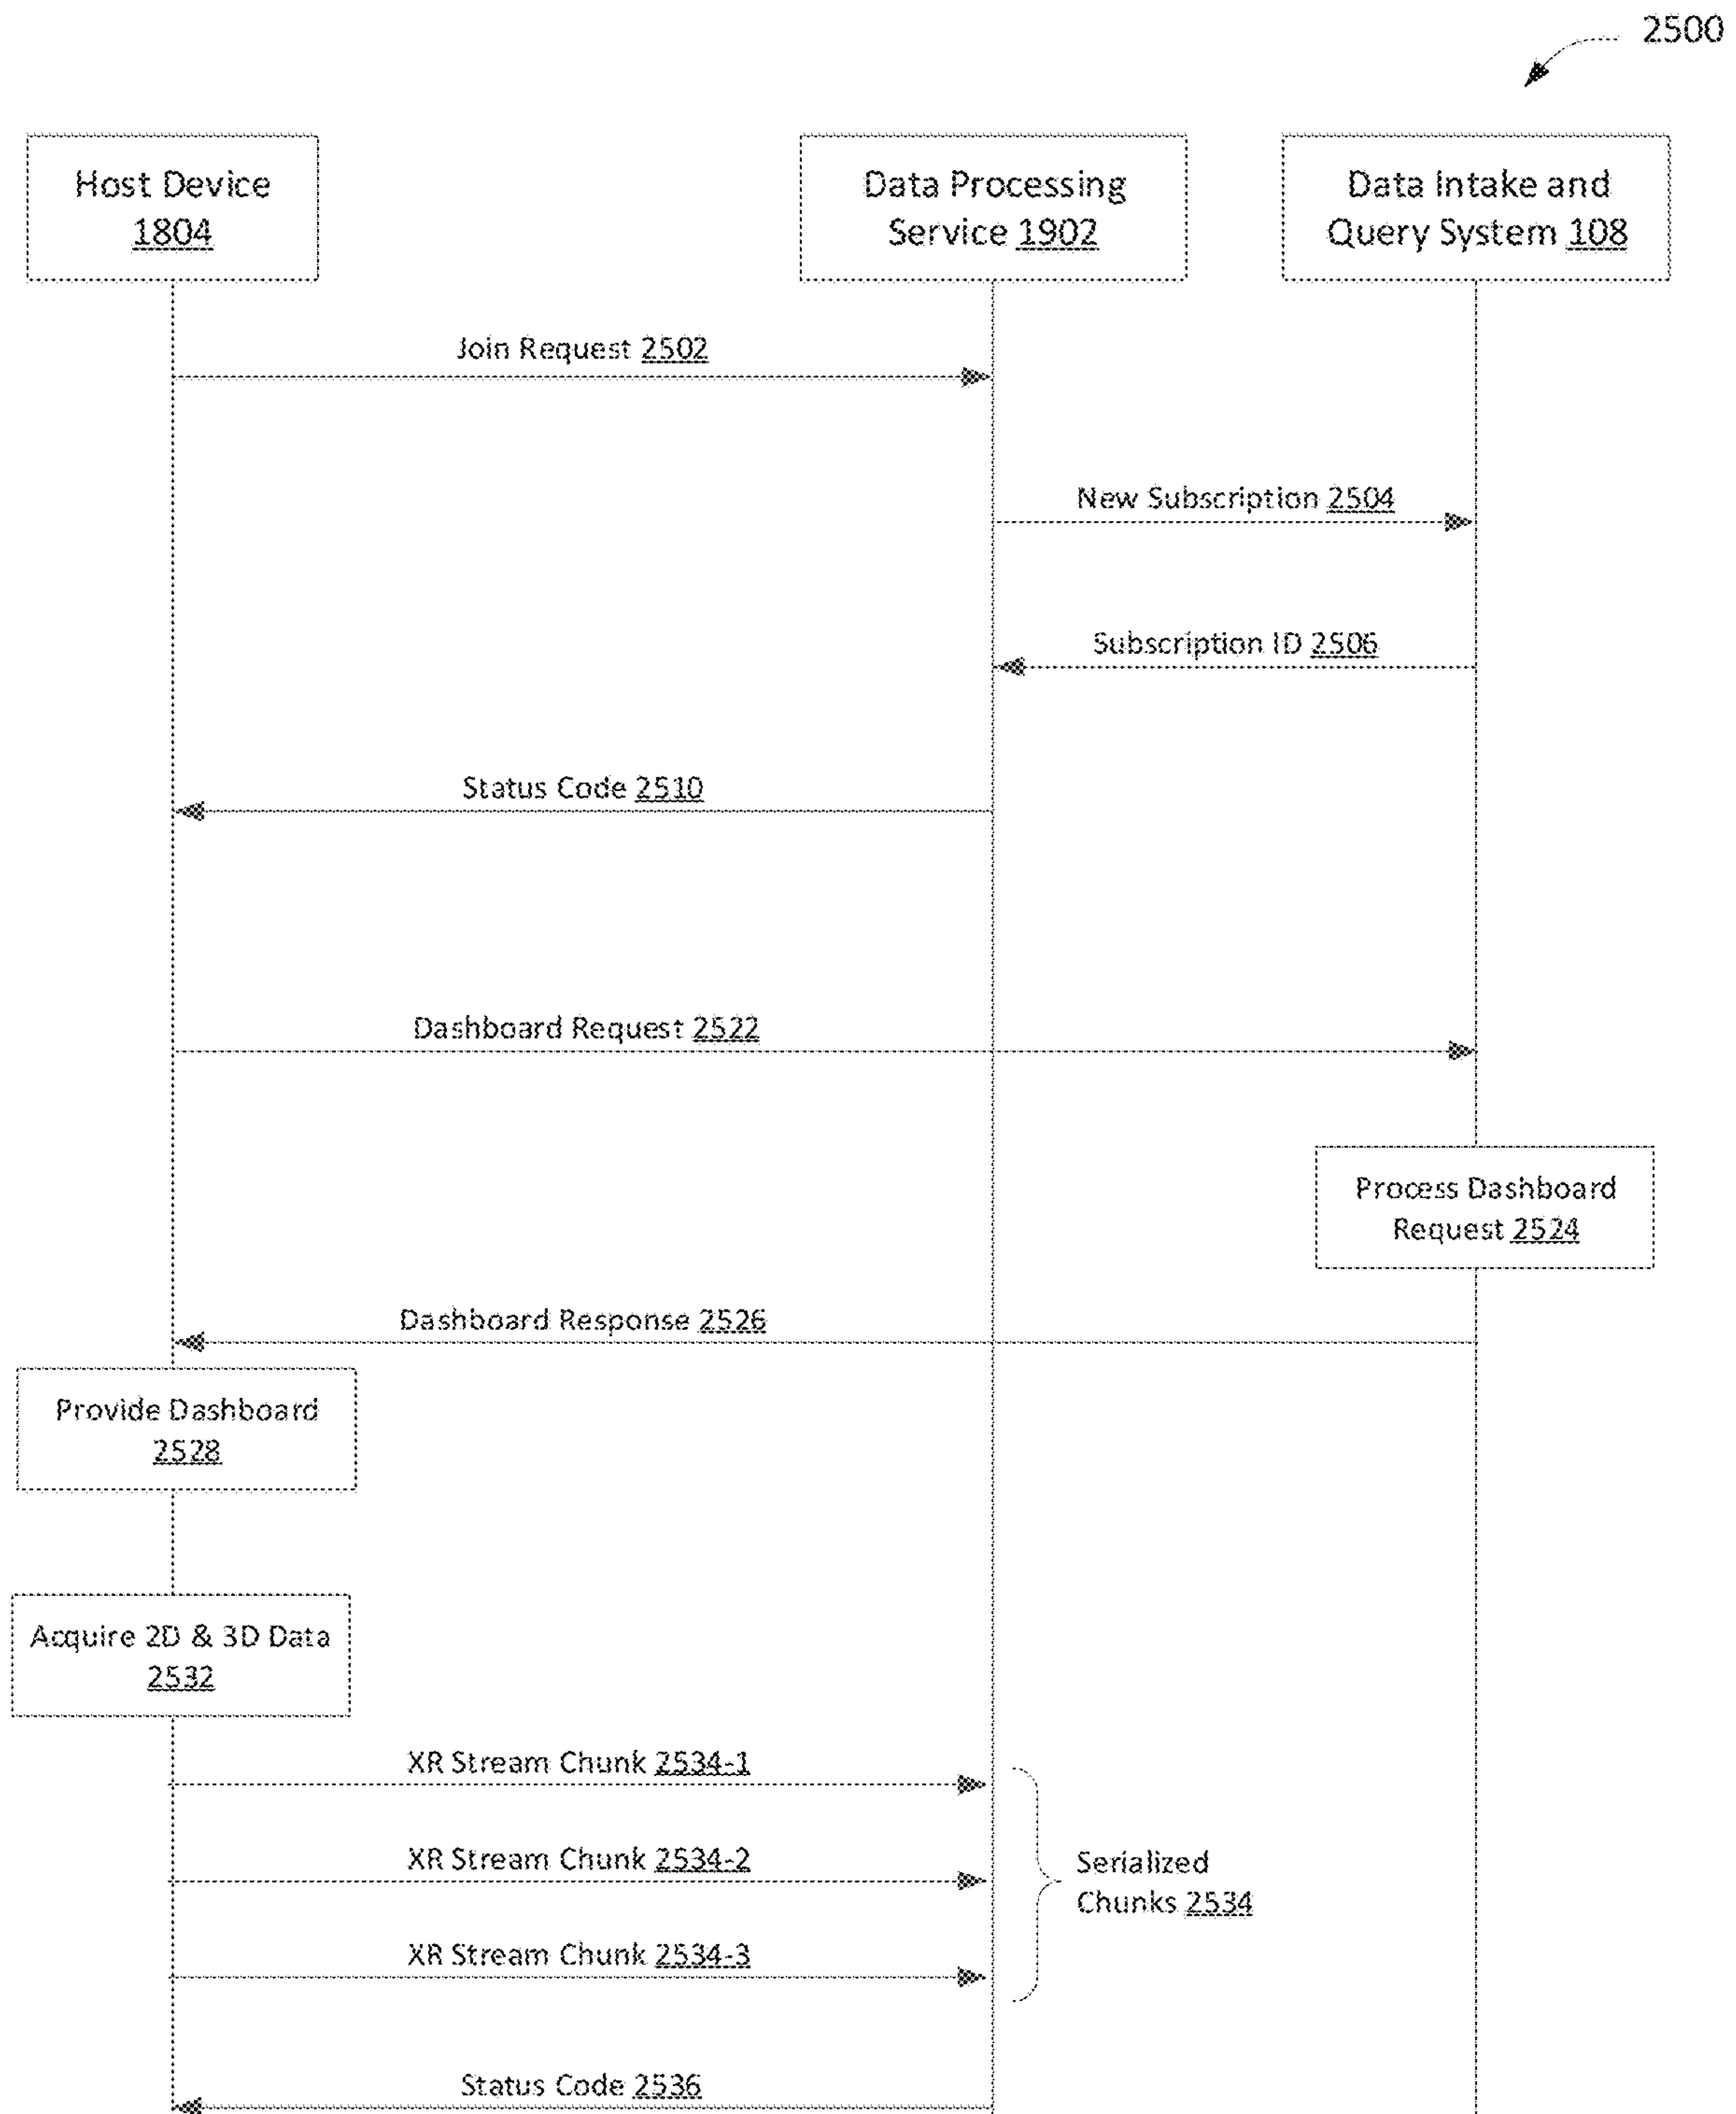 2500
Host Device
1804
Data Processing
Service 1902
Data Intake and
Query System 108
Join Request 2502
New Subscription 2504
Subscription ID 2506
Status Code 2510
Dashboard Request 2522
Process Dashboard
Request 2524
Dashboard Response 2526
Provide Dashboard
2528
Acquire 2D & 3D Data
2532
XR Stream Chunk 2534-1
XR Stream Chunk 2534-2
Serialized
Chunks 2534
XR Stream Chunk 2534-3
Status Code 2536